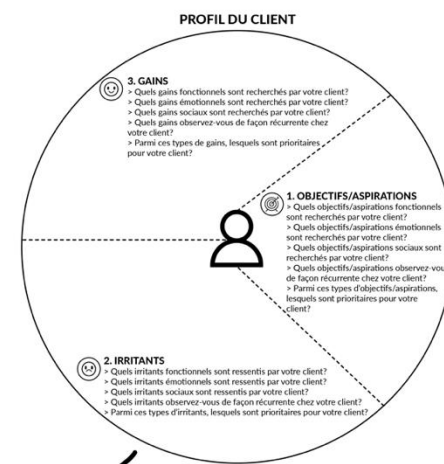 PROFIL DU CLIENT
3. GAINS
> Quels gains fonctionnels sont recherchés par votre client?
> Quels gains émotionnels sont recherchés par votre client?
> Quels gains sociaux sont recherchés par votre client?
> Quels gains observez-vous de façon récurrente chez
votre client?
> Parmi ces types de gains, lesquels sont prioritaires
pour votre client?
1. OBJECTIFS/ASPIRATIONS
> Quels objectifs/aspirations fonctionnels
sont recherchés par votre client?
> Quels objectifs/aspirations émotionnels
sont recherchés par votre client?
> Quels objectifs/aspirations sociaux sont
recherchés par votre client?
> Quels objectifs/aspirations observez-vous
de façon récurrente chez votre client?
> Parmi ces types d'objectifs/aspirations,
lesquels sont prioritaires pour votre
client?
2. IRRITANTS
> Quels irritants fonctionnels sont ressentis par votre client?
> Quels irritants émotionnels sont ressentis par votre client?
> Quels irritants sociaux sont ressentis par votre client?
> Quels irritants observez-vous de façon récurrente chez votre client?
> Parmi ces types d'irritants, lesquels sont prioritaires pour votre client?